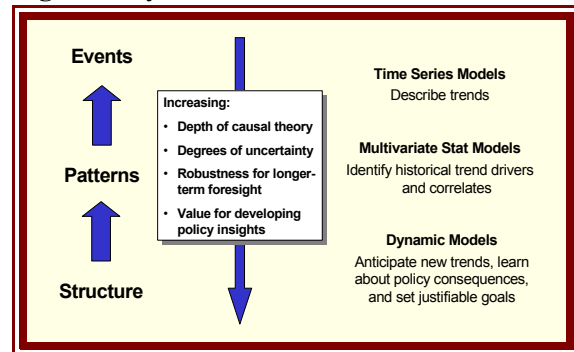 Events
Patterns
Structure
Increasing:
• Depth of causal theory
• Degrees of uncertainty
• Robustness for longer-
term foresight
• Value for developing
policy insights
Time Series Models
Describe trends
Multivariate Stat Models
Identify historical trend drivers
and correlates
Dynamic Models
Anticipate new trends, learn
about policy consequences,
and set justifiable goals